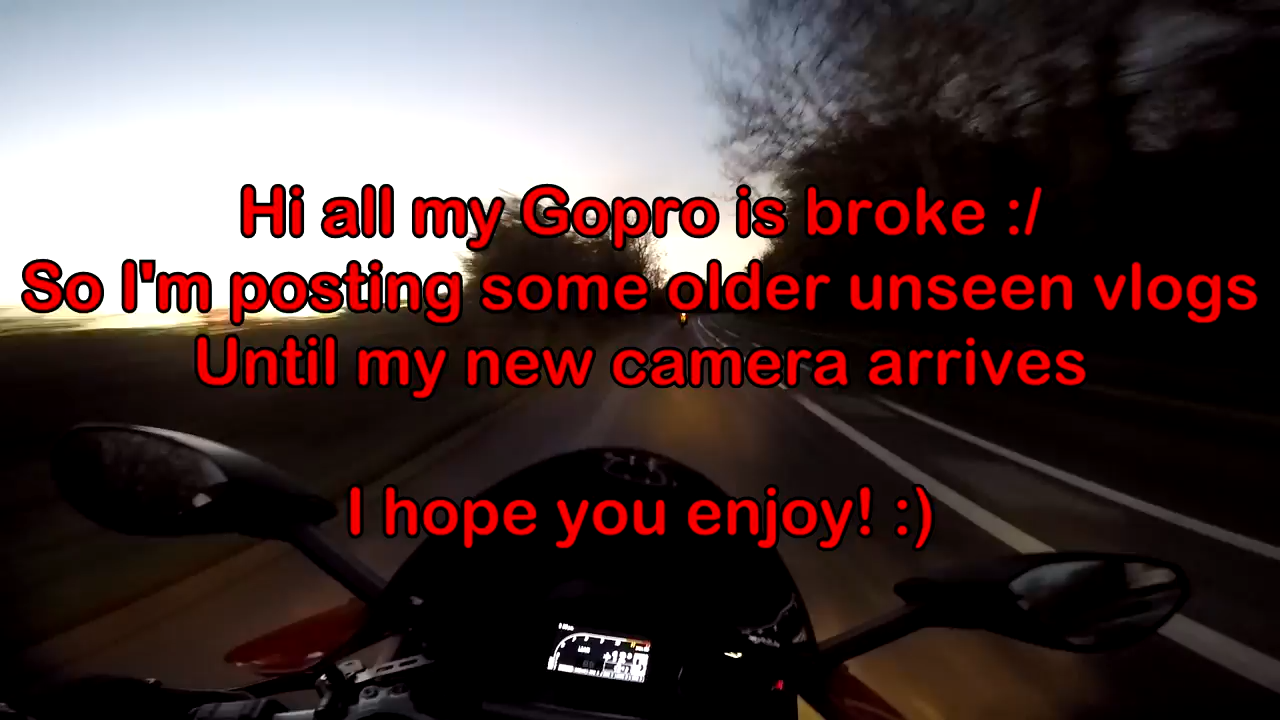 Hi all my Gopro is broke :/
So I'm posting some older unseen vlogs
Until my new camera arrives
I hope you enjoy! :)